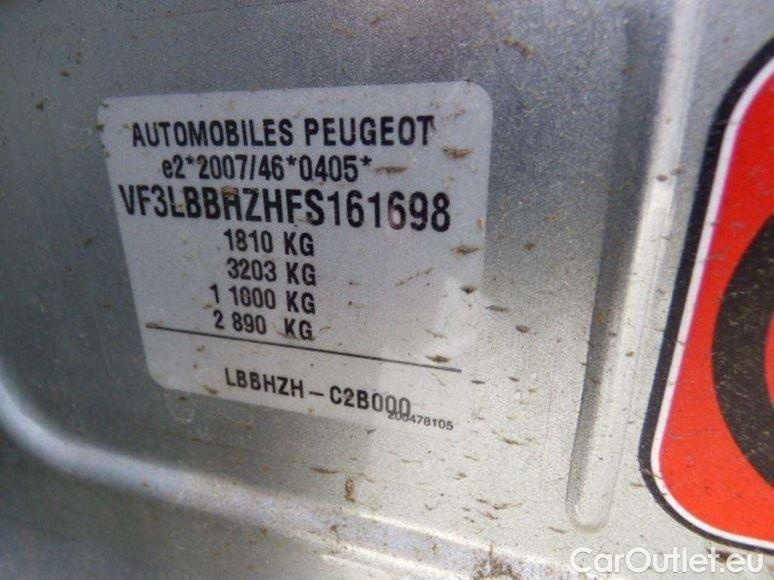 AUTOMOBILES PEUGEOT
e2*2007/46*0405*
VF3LBBHZHFS161698
1810 KG
3203 KG
1 1000 KG
2 890 KG
LBBHZH – C2B000
200478105
CarOutlet.eu